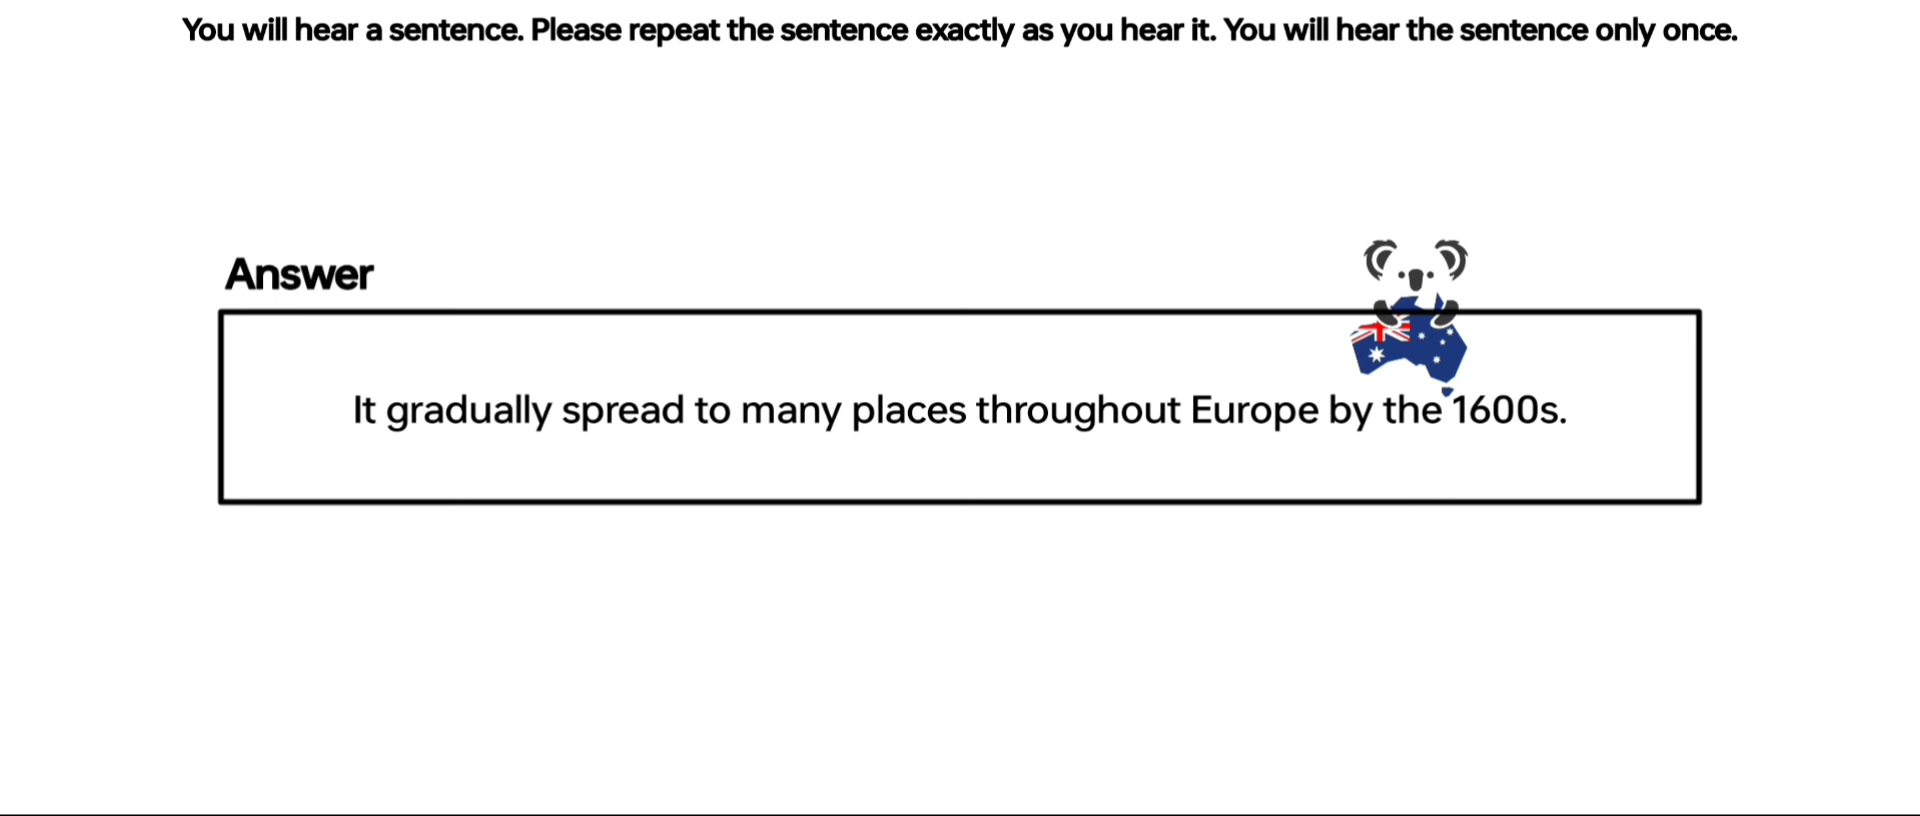 You will hear a sentence. Please repeat the sentence exactly as you hear it. You will hear the sentence only once.
Answer
It gradually spread to many places throughout Europe by the 1600s.